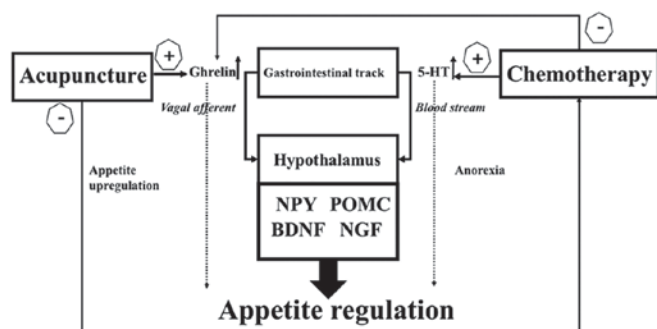 -
+
+
-
Acupuncture
Ghrelin
Gastrointestinal track
5-HT
Chemotherapy
Vagal afferent
Blood stream
Appetite
upregulation
Hypothalamus
Anorexia
NPY POMC
BDNF NGF
Appetite regulation